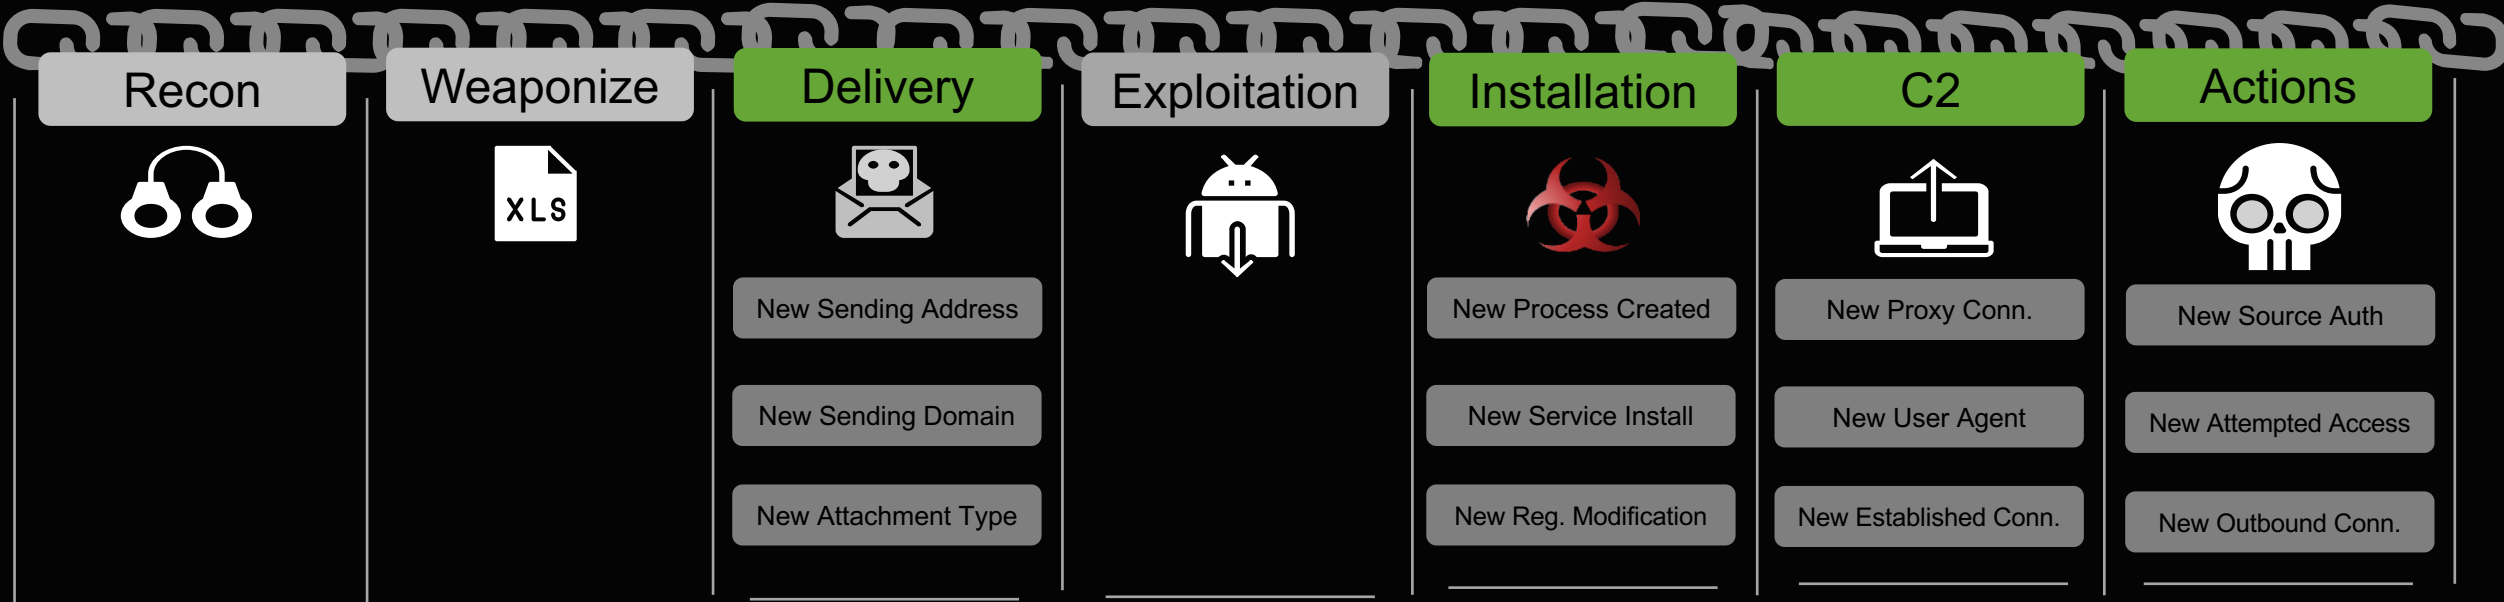 Recon
Weaponize
Delivery
Exploitation
Installation
C2
Actions
XLS
New Sending Address
New Process Created
New Proxy Conn.
New Source Auth
New Sending Domain
New Service Install
New User Agent
New Attempted Access
New Attachment Type
New Reg. Modification
New Established Conn.
New Outbound Conn.